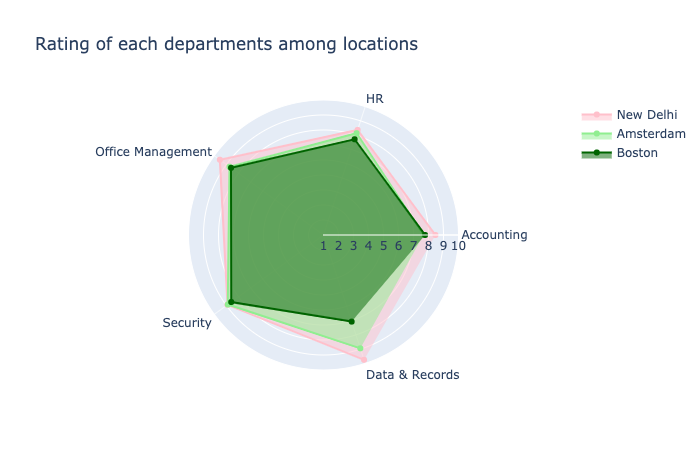 Rating of each departments among locations
HR
New Delhi
Amsterdam
Boston
Office Management
Accounting
1 2 3 4 5 6 7 8 9 10
Security
Data & Records